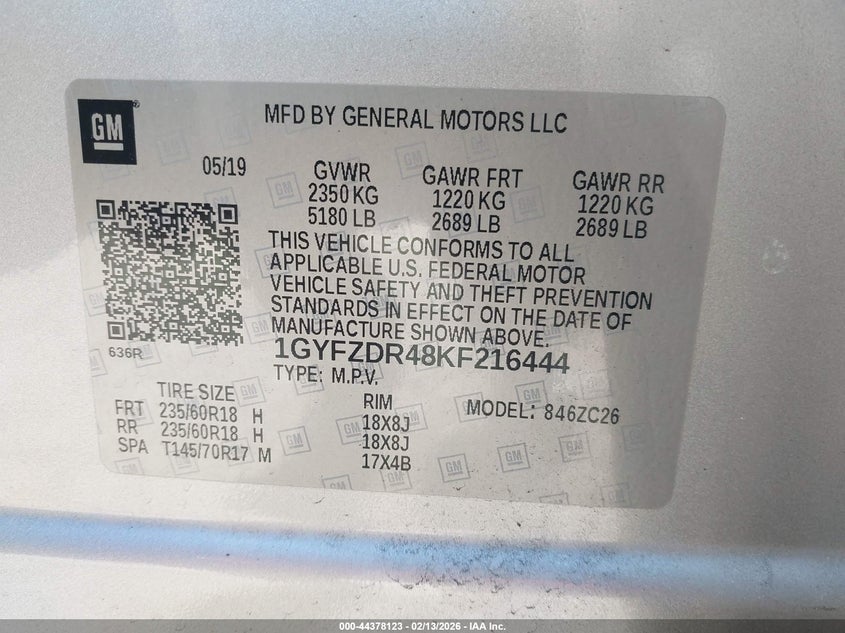 GM
MFD BY GENERAL MOTORS LLC
05/19
GVWR
2350 KG
5180 LB
GAWR FRT
1220 KG
2689 LB
GAWR RR
1220 KG
2689 LB
THIS VEHICLE CONFORMS TO ALL
APPLICABLE U.S. FEDERAL MOTOR
VEHICLE SAFETY AND THEFT PREVENTION
STANDARDS IN EFFECT ON THE DATE OF
MANUFACTURE SHOWN ABOVE.
636R
1GYFZDR48KF216444
TYPE: M.P.V.
MODEL: 846ZC26
TIRE SIZE
RIM
FRT 235/60R18 H 18X8J
RR 235/60R18 H 18X8J
SPA T145/70R17 M 17X4B
000-44378123 - 02/13/2026 - IAA Inc.